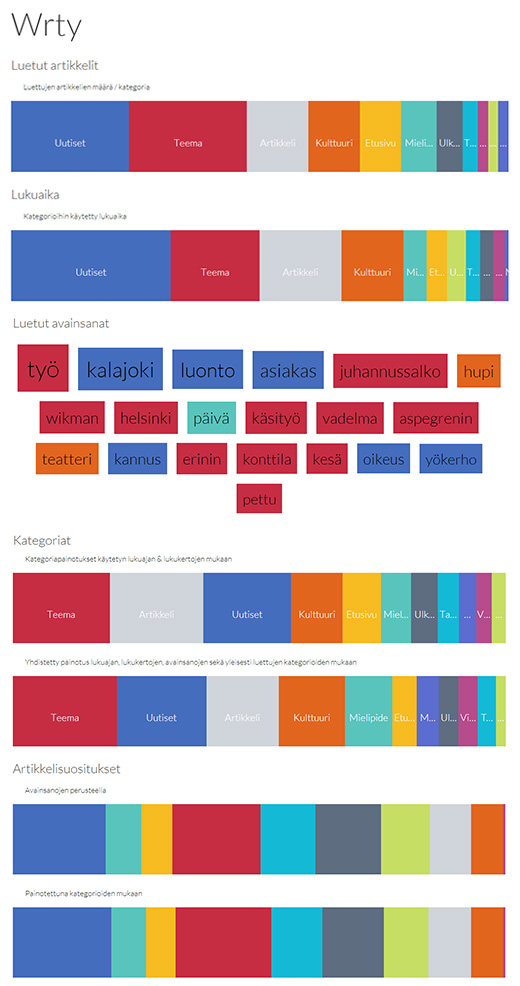 Wrty
Luetut artikkelit
Luettujen artikkelien määrä / kategoria
Uutiset Teema Artikkeli Kulttuuri Etusivu Mieli... Ulk... T... ... ... ...
Lukuaika
Kategorioihin käytetty lukuaika
Uutiset Teema Artikkeli Kulttuuri Mi... Et... U... T... ... ...
Luetut avainsanat
työ kalajoki luonto asiakas juhannussalko hupi
wikman helsinki päivä käsityö vadelma aspegrenin
teatteri kannus erinin konttila kesä oikeus yökerho
pettu
Kategoriat
Kategoriapainotukset käytetyn lukuajan & lukukertojen mukaan
Teema Artikkeli Uutiset Kulttuuri Etusivu Miel... Ulk... Ta... ... V... ...
Yhdistetty painotus lukuajan, lukukertojen, avainsanojen sekä yleisesti luettujen kategorioiden mukaan
Teema Uutiset Artikkeli Kulttuuri Mielipide Etu... M... Ul... Vi... T... ...
Artikkelisuositukset
Avainsanojen perusteella
Painotettuna kategorioiden mukaan